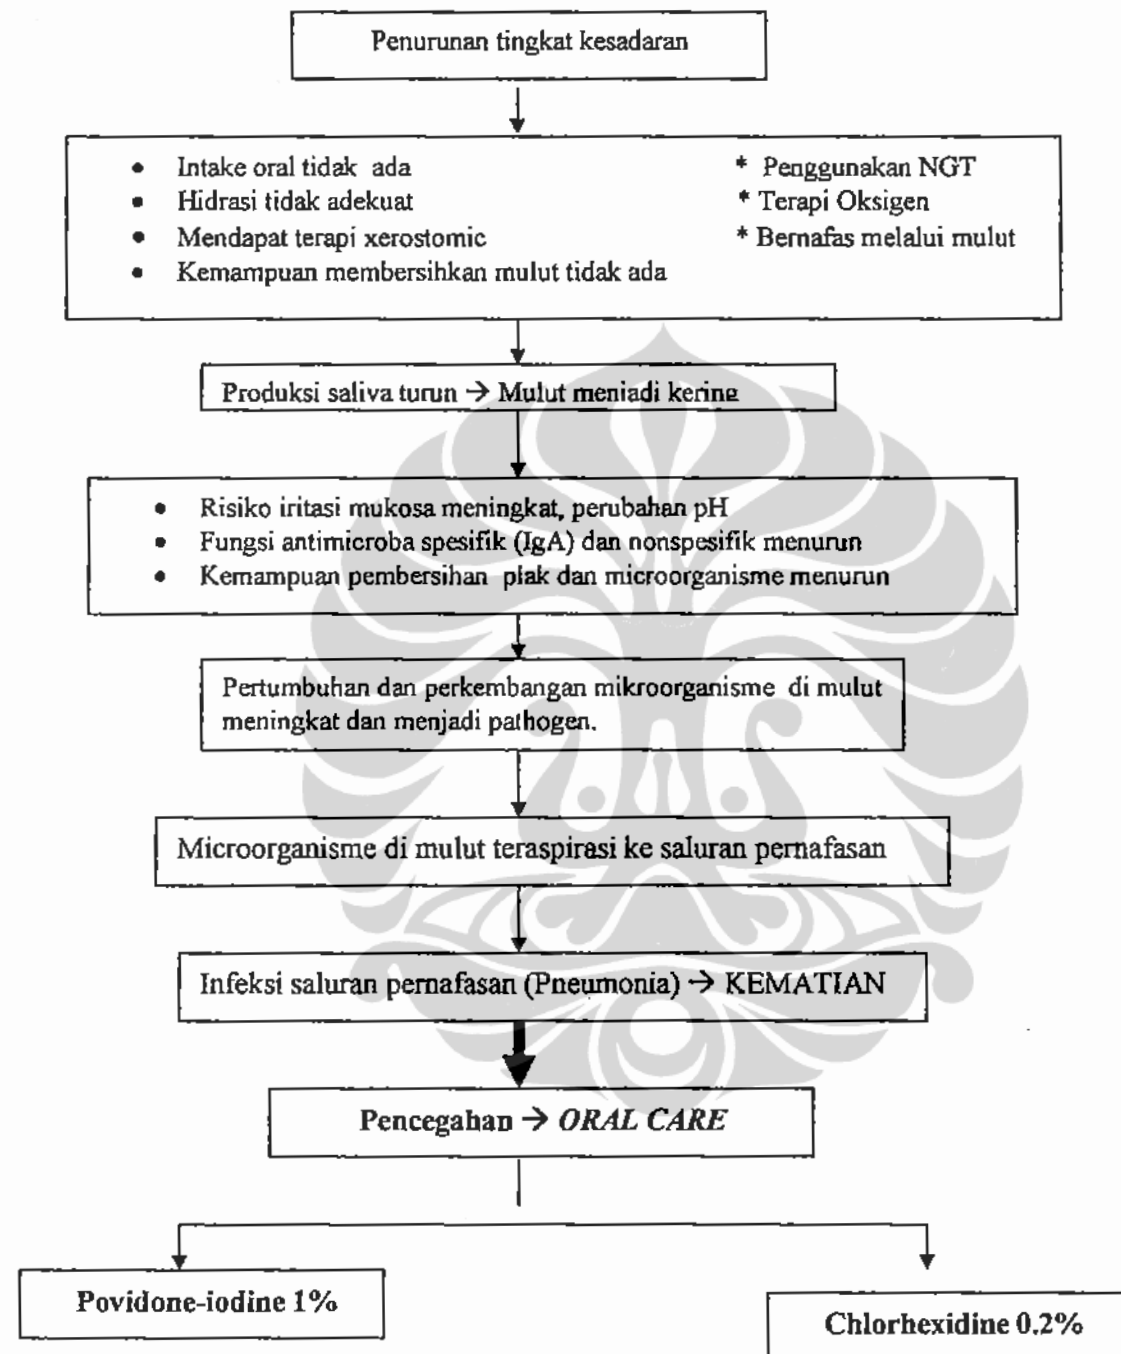 Penurunan tingkat kesadaran
• Intake oral tidak ada * Penggunakan NGT
• Hidrasi tidak adekuat * Terapi Oksigen
• Mendapat terapi xerostomic * Bernafas melalui mulut
• Kemampuan membersihkan mulut tidak ada
Produksi saliva turun → Mulut menjadi kering
• Risiko iritasi mukosa meningkat, perubahan pH
• Fungsi antimicroba spesifik (IgA) dan nonspesifik menurun
• Kemampuan pembersihan plak dan microorganisme menurun
Pertumbuhan dan perkembangan mikroorganisme di mulut
meningkat dan menjadi pathogen.
Microorganisme di mulut teraspirasi ke saluran pernafasan
Infeksi saluran pernafasan (Pneumonia) → KEMATIAN
Pencegahan → ORAL CARE
Povidone-iodine 1%
Chlorhexidine 0.2%